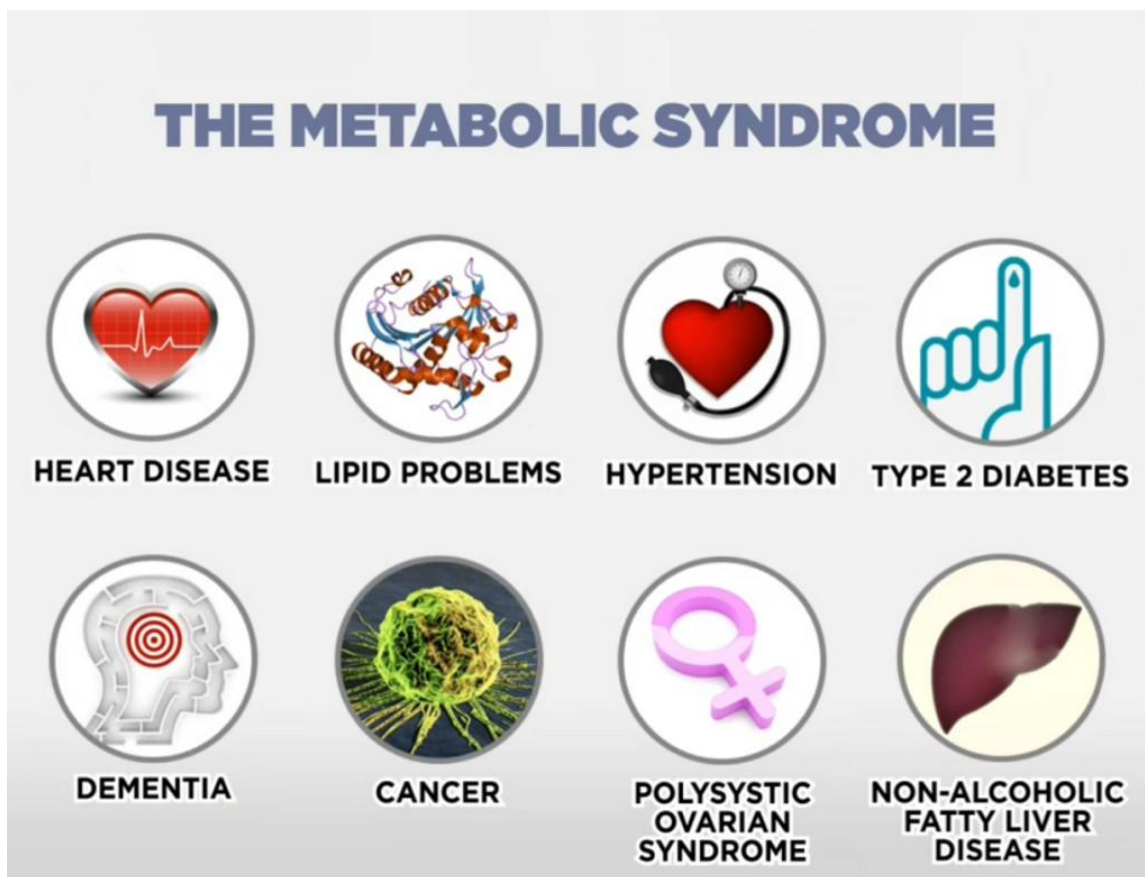 THE METABOLIC SYNDROME
HEART DISEASE
LIPID PROBLEMS
HYPERTENSION
TYPE 2 DIABETES
DEMENTIA
CANCER
POLYSYSTIC
OVARIAN
SYNDROME
NON-ALCOHOLIC
FATTY LIVER
DISEASE